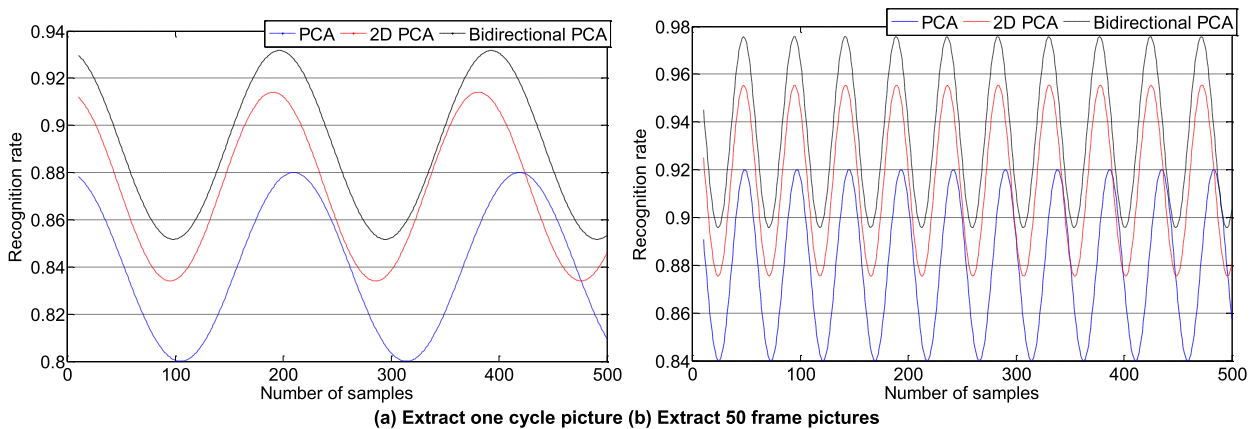 PCA 2D PCA Bidirectional PCA
0.94
0.92
0.9
0.88
0.86
0.84
0.82
0.8
Recognition rate
0 100 200 300 400 500
Number of samples
PCA 2D PCA Bidirectional PCA
0.98
0.96
0.94
0.92
0.9
0.88
0.86
0.84
Recognition rate
0 100 200 300 400 500
Number of samples
(a) Extract one cycle picture (b) Extract 50 frame pictures